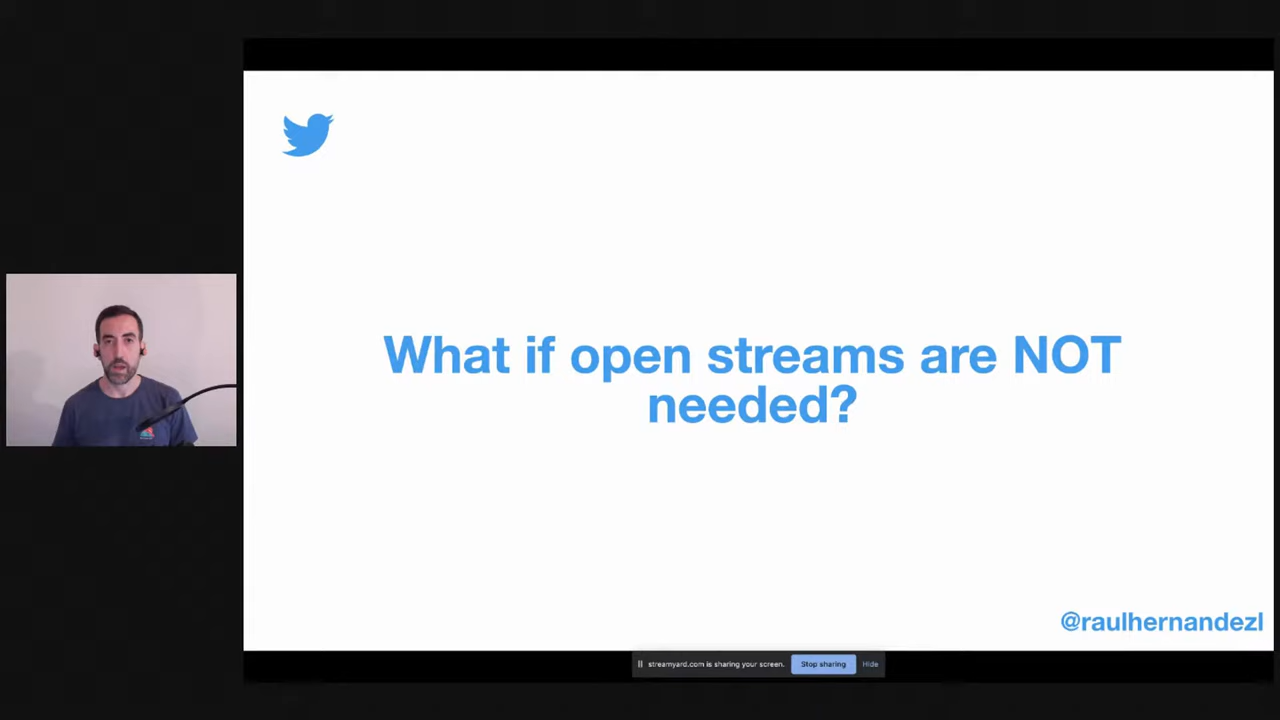 What if open streams are NOT
needed?
@raulhernandezl
streamyard.com is sharing your screen. Stop sharing Hide